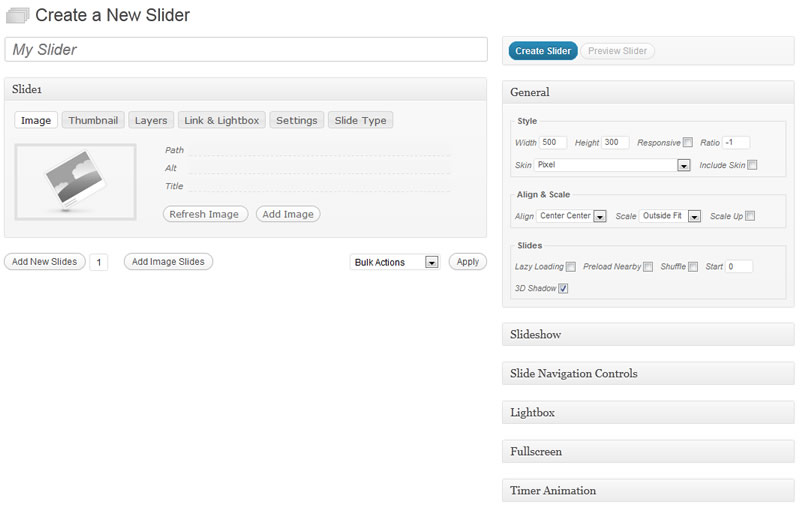 Create a New Slider
My Slider
Slide1
Image Thumbnail Layers Link & Lightbox Settings Slide Type
Path
Alt
Title
Refresh Image Add Image
Add New Slides 1 Add Image Slides Bulk Actions Apply
Create Slider Preview Slider
General
Style
Width 500 Height 300 Responsive Ratio -1
Skin Pixel Include Skin
Align & Scale
Align Center Center Scale Outside Fit Scale Up
Slides
Lazy Loading Preload Nearby Shuffle Start 0
3D Shadow
Slideshow
Slide Navigation Controls
Lightbox
Fullscreen
Timer Animation